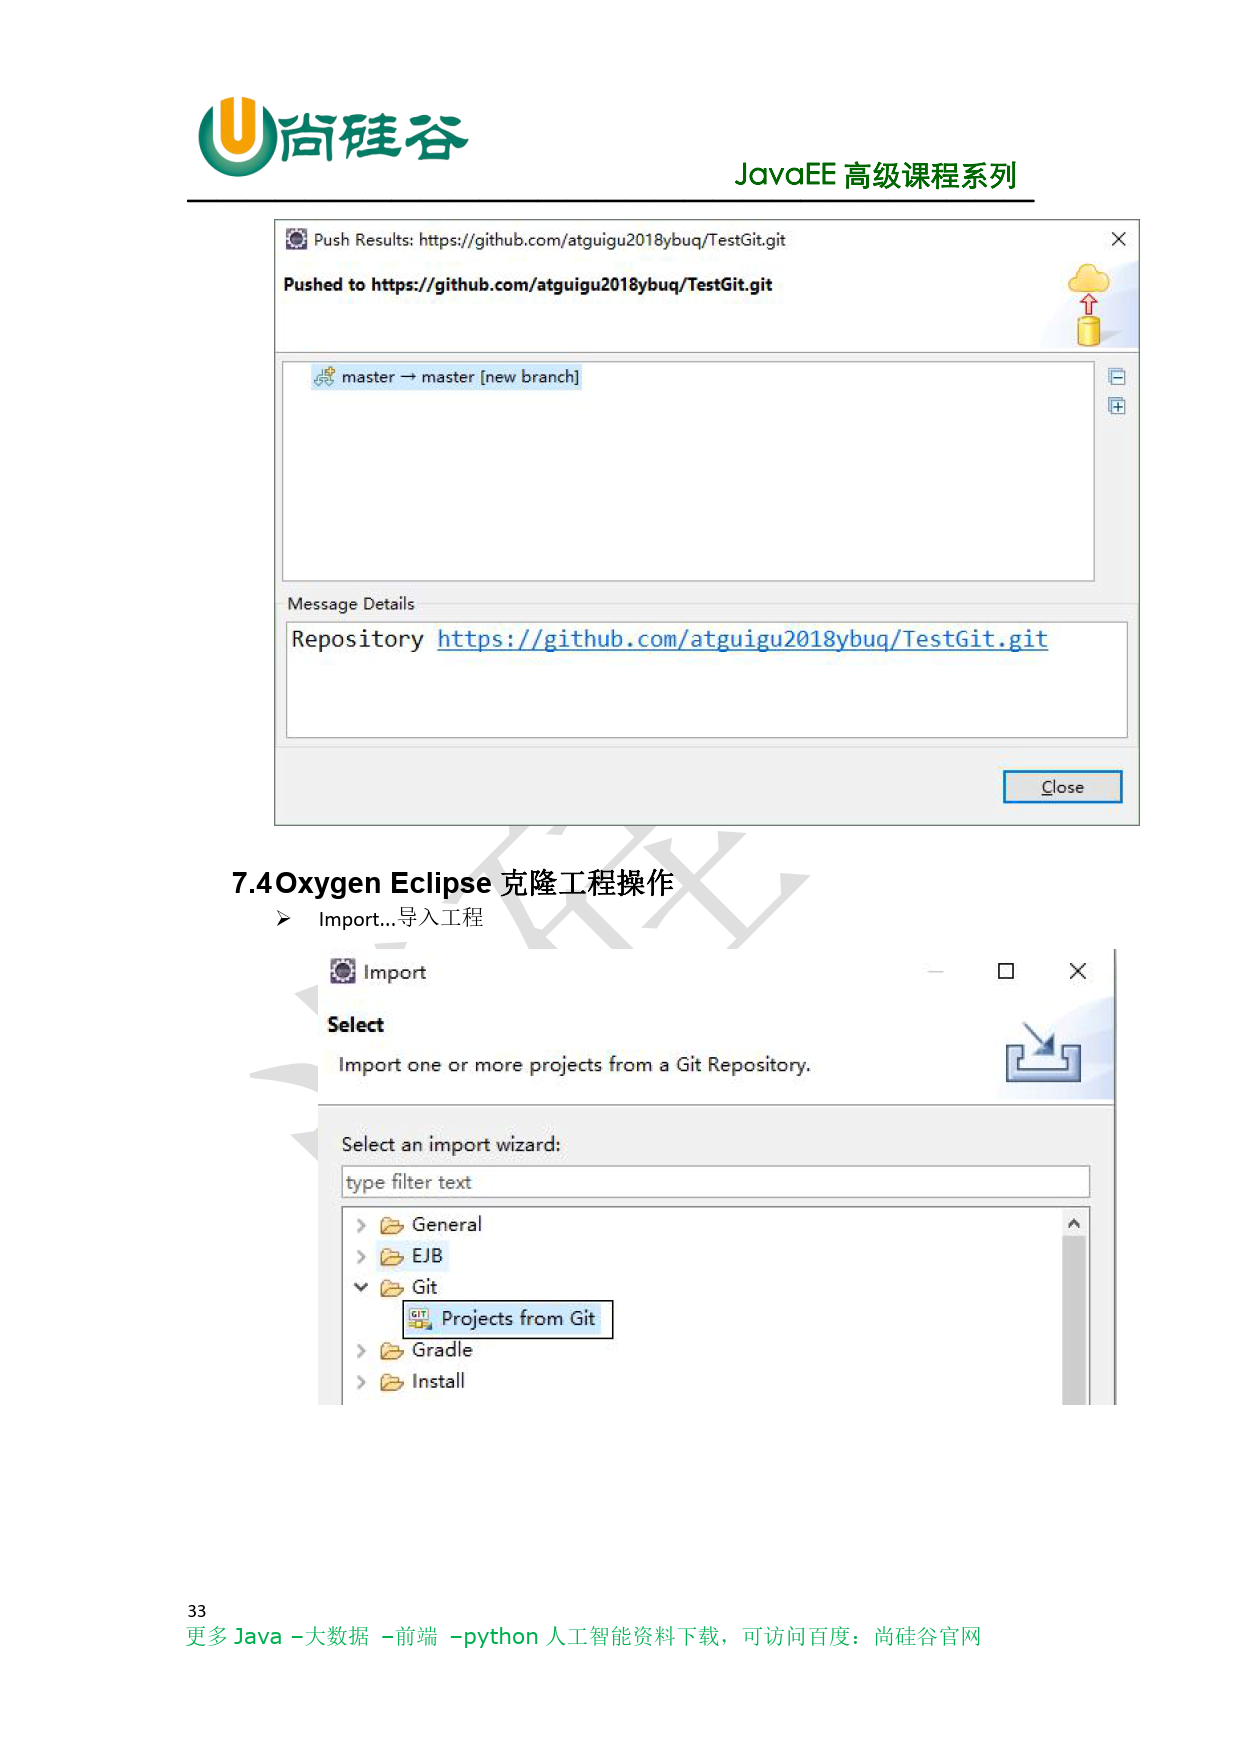 尚硅谷
JavaEE 高级课程系列
Push Results: https://github.com/atguigu2018ybuq/TestGit.git
Pushed to https://github.com/atguigu2018ybuq/TestGit.git
master → master [new branch]
Message Details
Repository https://github.com/atguigu2018ybuq/TestGit.git
Close
7.4Oxygen Eclipse 克隆工程操作
➢ Import...导入工程
Import
Select
Import one or more projects from a Git Repository.
Select an import wizard:
type filter text
General
EJB
Git
GIT Projects from Git
Gradle
Install
33
更多 Java –大数据 –前端 –python 人工智能资料下载，可访问百度：尚硅谷官网